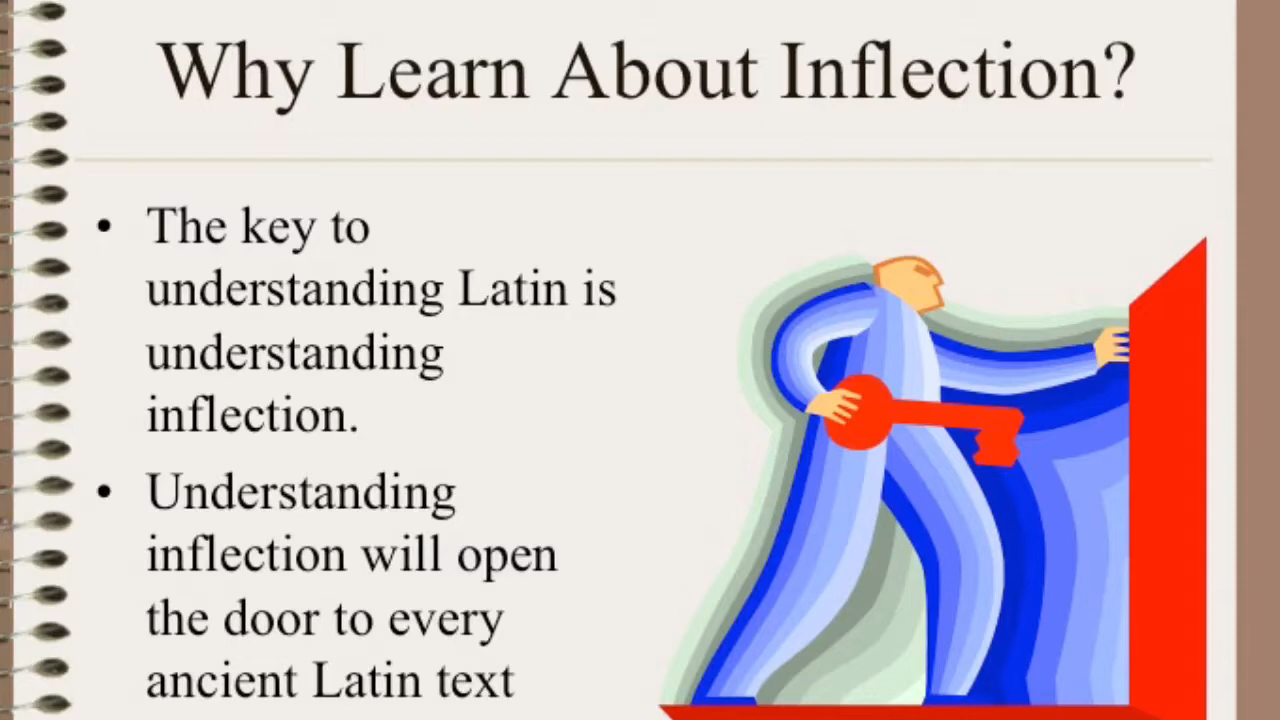 Why Learn About Inflection?
• The key to
understanding Latin is
understanding
inflection.
• Understanding
inflection will open
the door to every
ancient Latin text